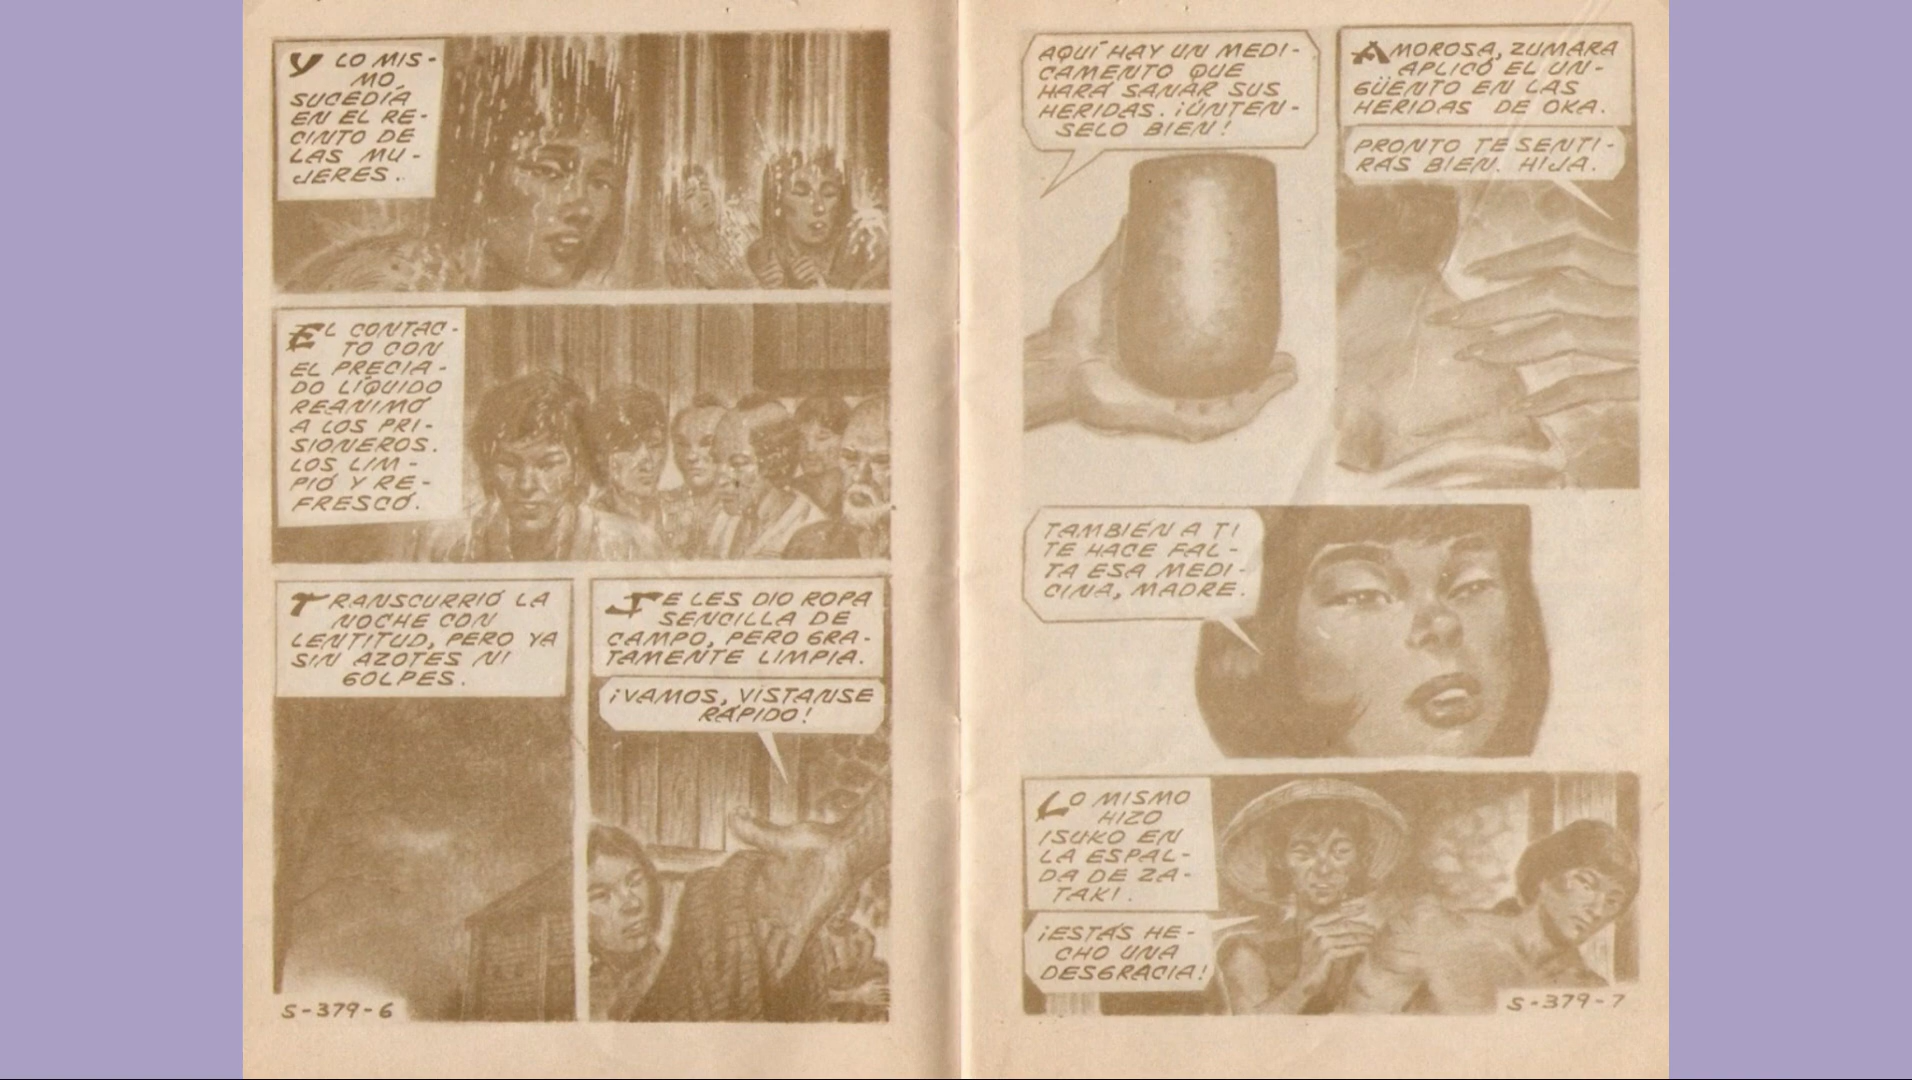 Y LO MIS-
MO,
SUCEDÍA
EN EL RE-
CINTO DE
LAS MU-
JERES.
EL CONTAC-
TO CON
EL PRECIA-
DO LÍQUIDO
REANIMÓ
A LOS PRI-
SIONEROS.
LOS LIM-
PIÓ Y RE-
FRESCÓ.
TRANSCURRIÓ LA
NOCHE CON
LENTITUD, PERO YA
SIN AZOTES NI
GOLPES.
SE LES DIO ROPA
SENCILLA DE
CAMPO, PERO GRA-
TAMENTE LIMPIA.
¡VAMOS, VÍSTANSE
RÁPIDO!
S-379-6
AQUÍ HAY UN MEDI-
CAMENTO QUE
HARÁ SANAR SUS
HERIDAS. ¡ÚNTEN-
SELO BIEN!
AMOROSA, ZUMARA
APLICÓ EL UN-
GÜENTO EN LAS
HERIDAS DE OKA.
PRONTO TE SENTI-
RÁS BIEN, HIJA.
TAMBIÉN A TI
TE HACE FAL-
TA ESA MEDI-
CINA, MADRE.
LO MISMO
HIZO
ISUKO EN
LA ESPAL-
DA DE ZA-
TAKI.
¡ESTÁS HE-
CHO UNA
DESGRACIA!
S-379-7